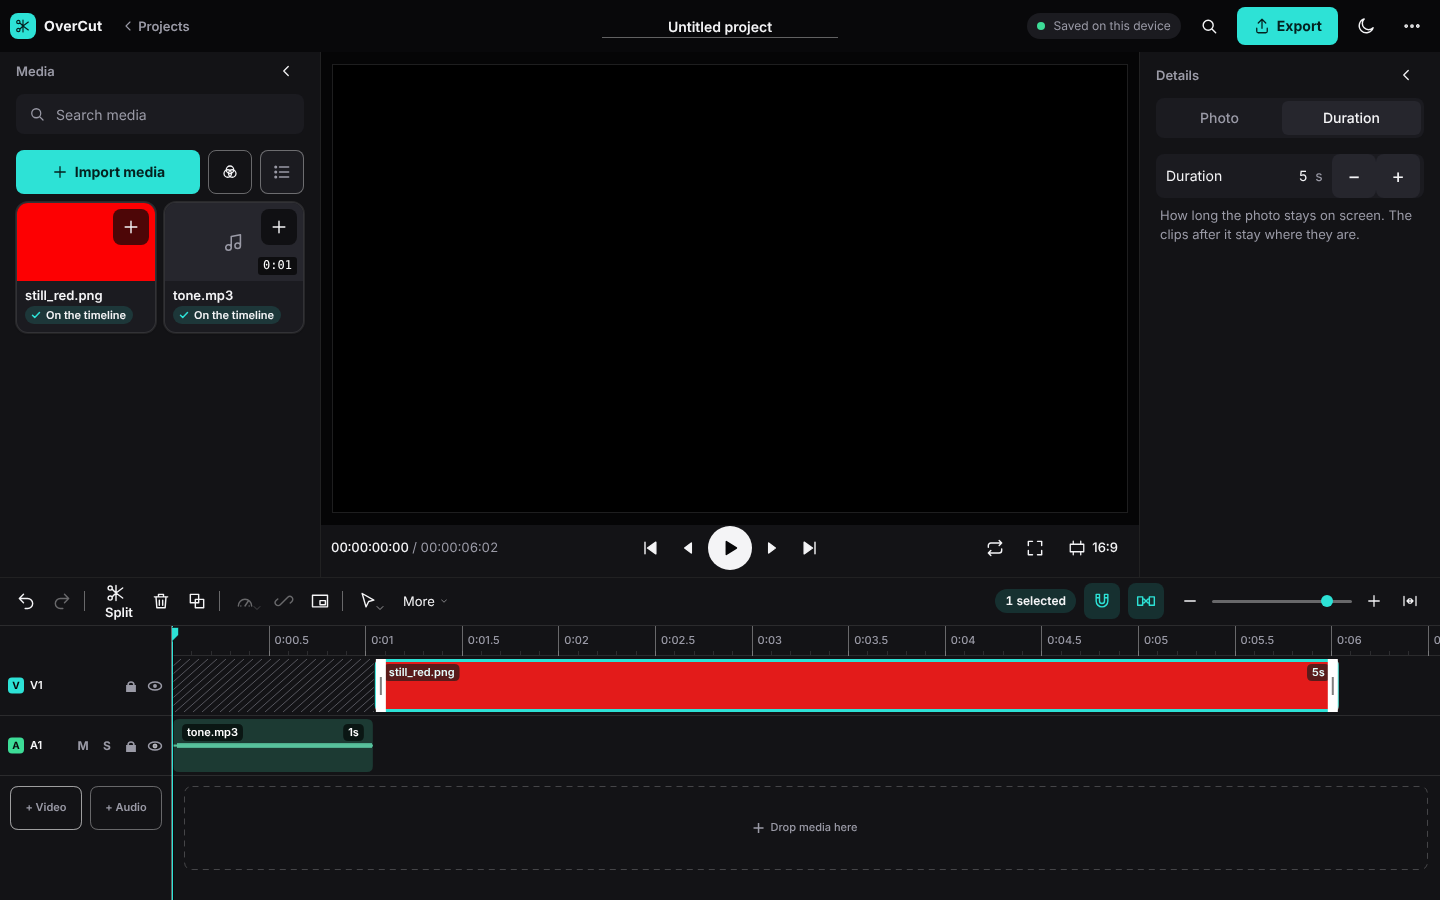 OverCut
Projects
Untitled project
Saved on this device
Export
Media
Search media
Import media
0:01
still_red.png
On the timeline
tone.mp3
On the timeline
00:00:00:00 / 00:00:06:02
16:9
Details
Photo
Duration
Duration
5 s
How long the photo stays on screen. The
clips after it stay where they are.
Split
More
1 selected
0:00.5
0:01
0:01.5
0:02
0:02.5
0:03
0:03.5
0:04
0:04.5
0:05
0:05.5
0:06
V V1
still_red.png
5s
A A1
M S
tone.mp3
1s
+ Video
+ Audio
Drop media here